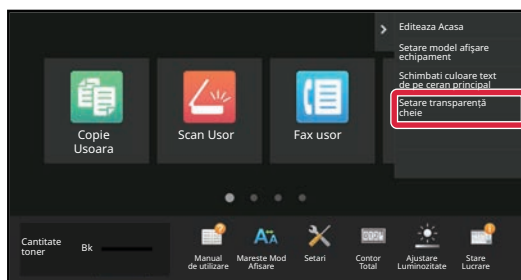 Editeaza Acasa
Setare model afişare
echipament
Schimbati culoare text
de pe ceran principal
Setare transparență
cheie
Copie
Usoara
Scan Usor
Fax usor
Cantitate
toner
Bk
Manual
de utilizare
Mareste Mod
Afisare
Setari
Contor
Total
Ajustare
Luminozitate
Stare
Lucrare